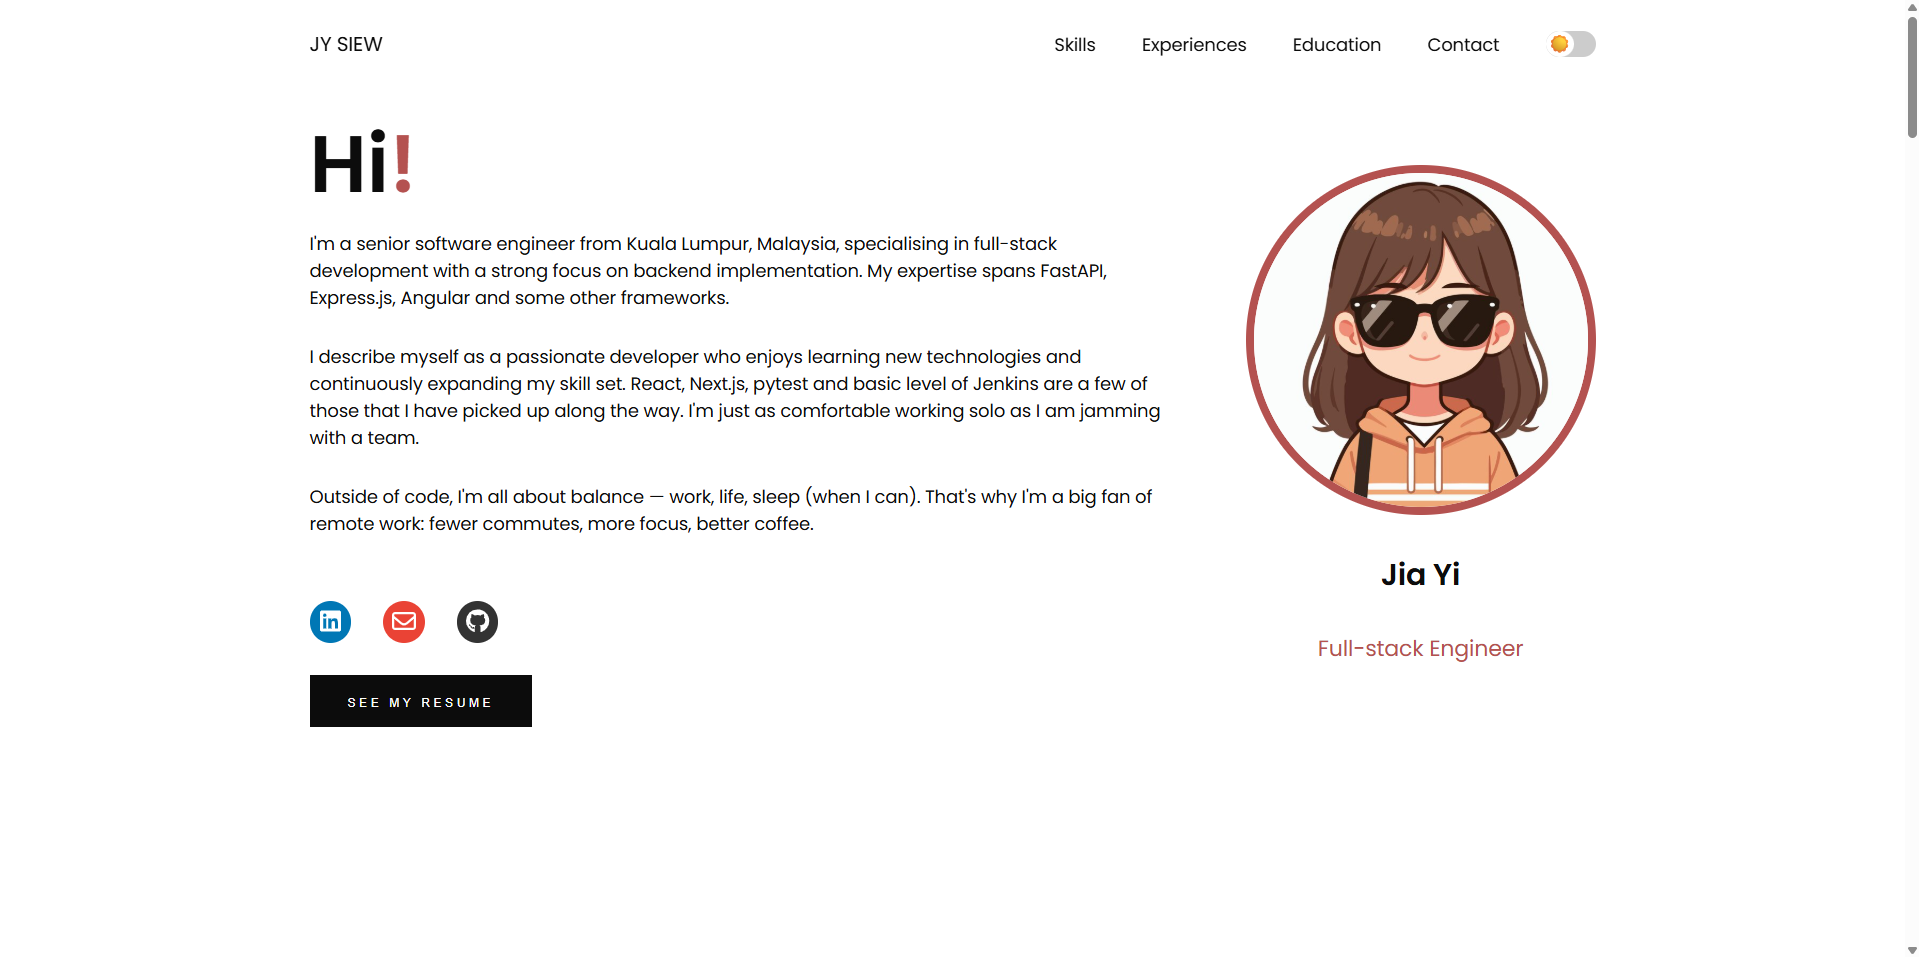 JY SIEW
Skills
Experiences
Education
Contact
Hi!
I'm a senior software engineer from Kuala Lumpur, Malaysia, specialising in full-stack
development with a strong focus on backend implementation. My expertise spans FastAPI,
Express.js, Angular and some other frameworks.
I describe myself as a passionate developer who enjoys learning new technologies and
continuously expanding my skill set. React, Next.js, pytest and basic level of Jenkins are a few of
those that I have picked up along the way. I'm just as comfortable working solo as I am jamming
with a team.
Outside of code, I'm all about balance — work, life, sleep (when I can). That's why I'm a big fan of
remote work: fewer commutes, more focus, better coffee.
in
SEE MY RESUME
Jia Yi
Full-stack Engineer